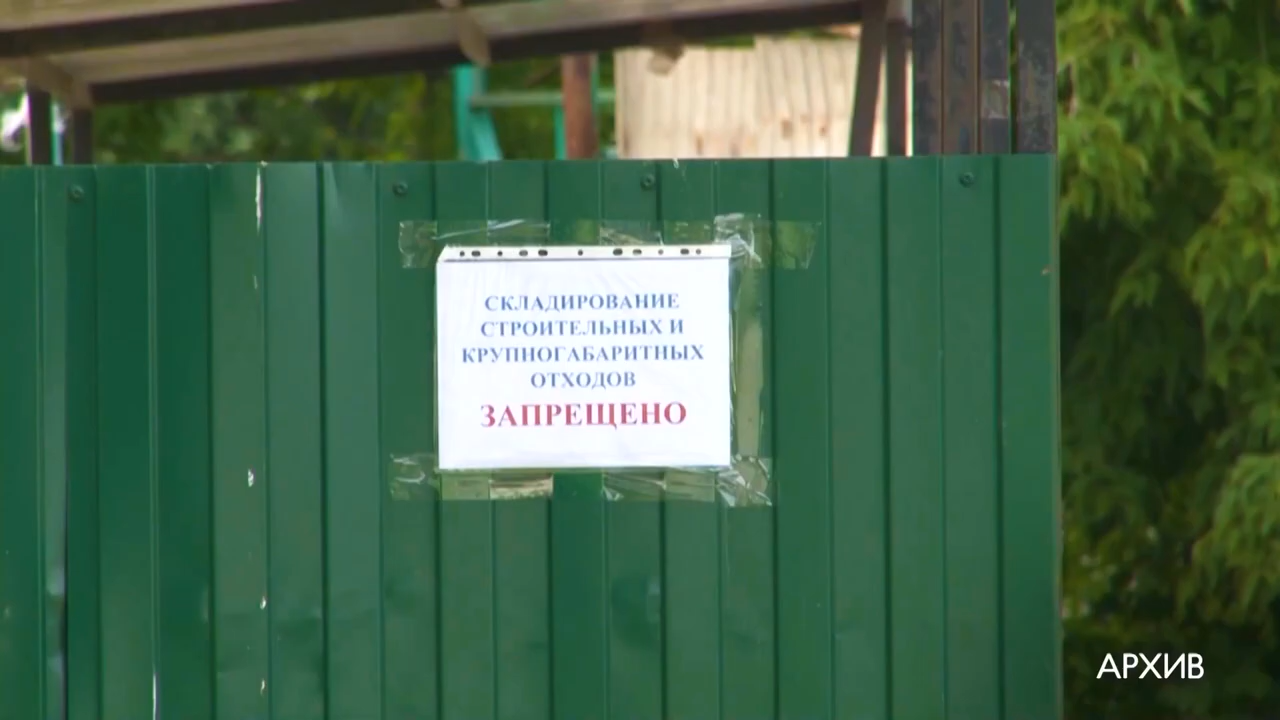 СКЛАДИРОВАНИЕ
СТРОИТЕЛЬНЫХ И
КРУПНОГАБАРИТНЫХ
ОТХОДОВ
ЗАПРЕЩЕНО
АРХИВ